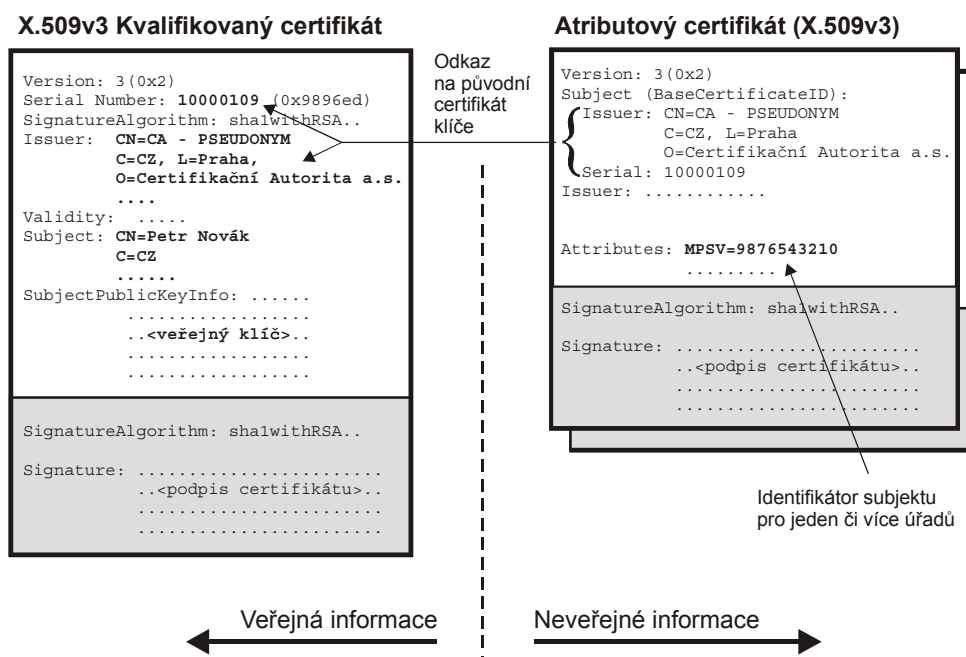 X.509v3 Kvalifikovaný certifikát
Version: 3(0x2)
Serial Number: 10000109 (0x9896ed)
SignatureAlgorithm: sha1withRSA..
Issuer: CN=CA - PSEUDONYM
C=CZ, L=Praha,
O=Certifikační Autorita a.s.
....
Validity: .....
Subject: CN=Petr Novák
C=CZ
......
SubjectPublicKeyInfo: ......
..................
..<veřejný klíč>..
..................
..................
SignatureAlgorithm: sha1withRSA..
Signature: ........................
..<podpis certifikátu>..
........................
........................
Odkaz
na původní
certifikát
klíče
Atributový certifikát (X.509v3)
Version: 3(0x2)
Subject (BaseCertificateID):
Issuer: CN=CA - PSEUDONYM
C=CZ, L=Praha
O=Certifikační Autorita a.s.
Serial: 10000109
Issuer: ............
Attributes: MPSV=9876543210
.........
SignatureAlgorithm: sha1withRSA..
Signature: ........................
..<podpis certifikátu>..
........................
........................
Identifikátor subjektu
pro jeden či více úřadů
Veřejná informace
Neveřejné informace